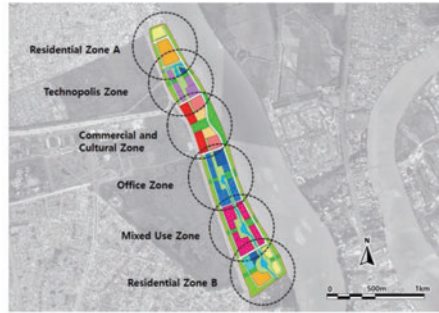 Residential Zone A
Technopolis Zone
Commercial and
Cultural Zone
Office Zone
Mixed Use Zone
Residential Zone B
N
0 500m 1km